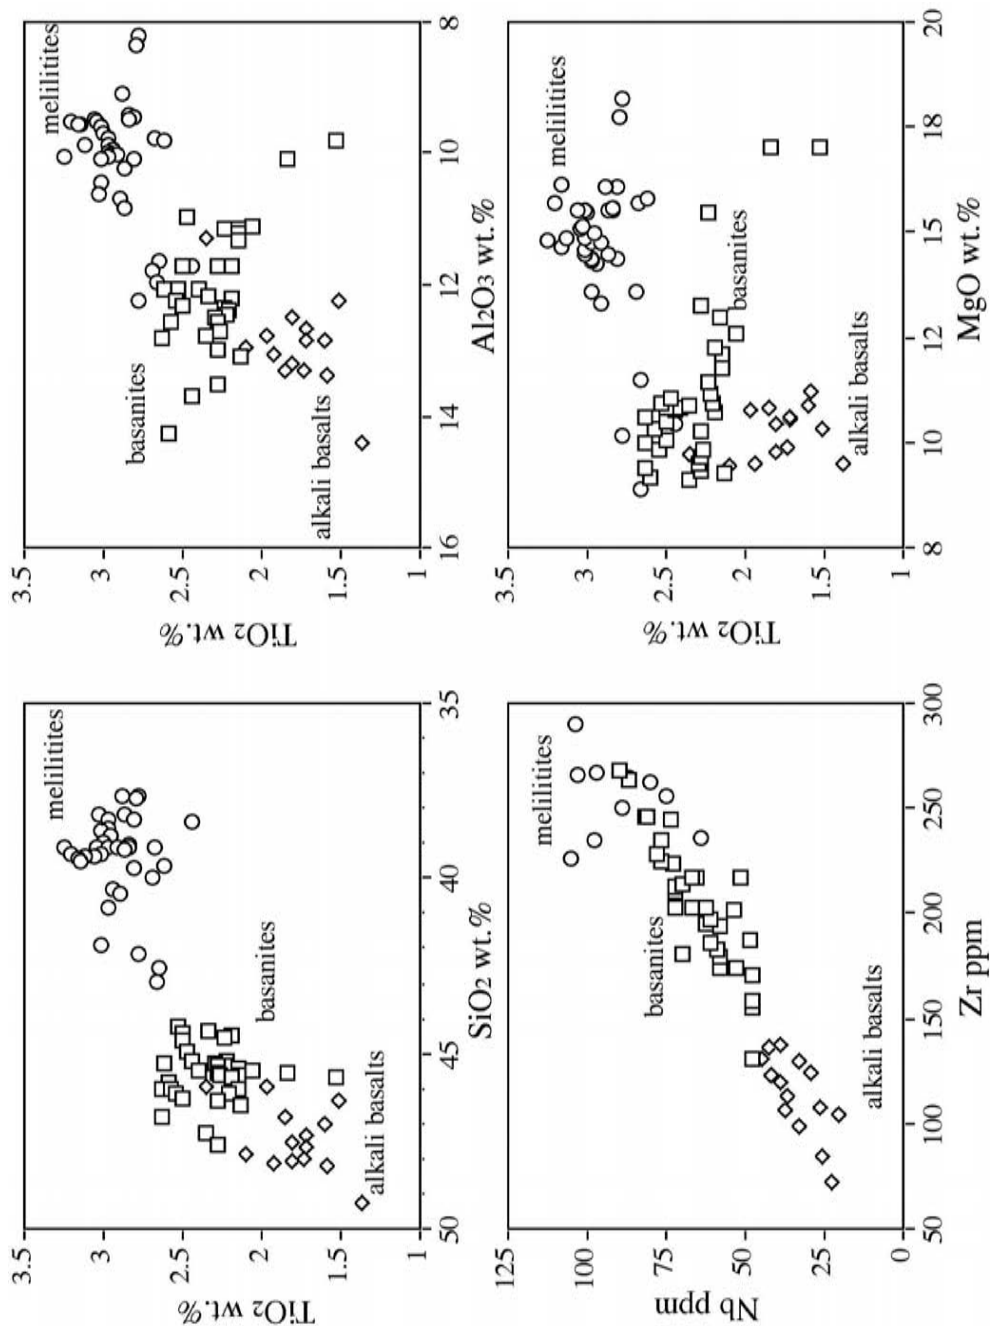 TiO2 wt.%
3.5
3
2.5
2
1.5
1
melilitites
basanites
alkali basalts
50
45
40
35
SiO2 wt.%
TiO2 wt.%
3.5
3
2.5
2
1.5
1
melilitites
basanites
alkali basalts
16
14
12
10
8
Al2O3 wt.%
Nb ppm
125
100
75
50
25
0
melilitites
basanites
alkali basalts
50
100
150
200
250
300
Zr ppm
TiO2 wt.%
3.5
3
2.5
2
1.5
1
melilitites
basanites
alkali basalts
8
10
12
15
18
20
MgO wt.%